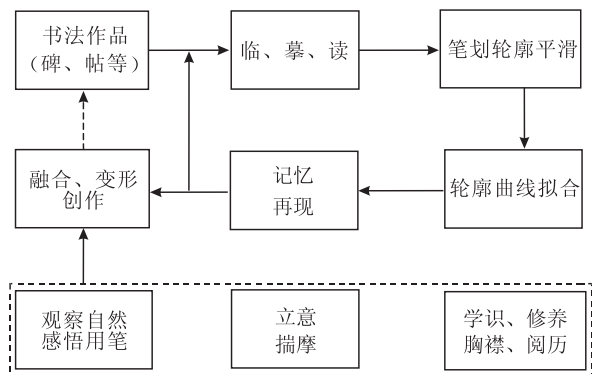 书法作品
（碑、帖等）
临、摹、读
笔划轮廓平滑
融合、变形
创作
记忆
再现
轮廓曲线拟合
观察自然
感悟用笔
立意
揣摩
学识、修养
胸襟、阅历